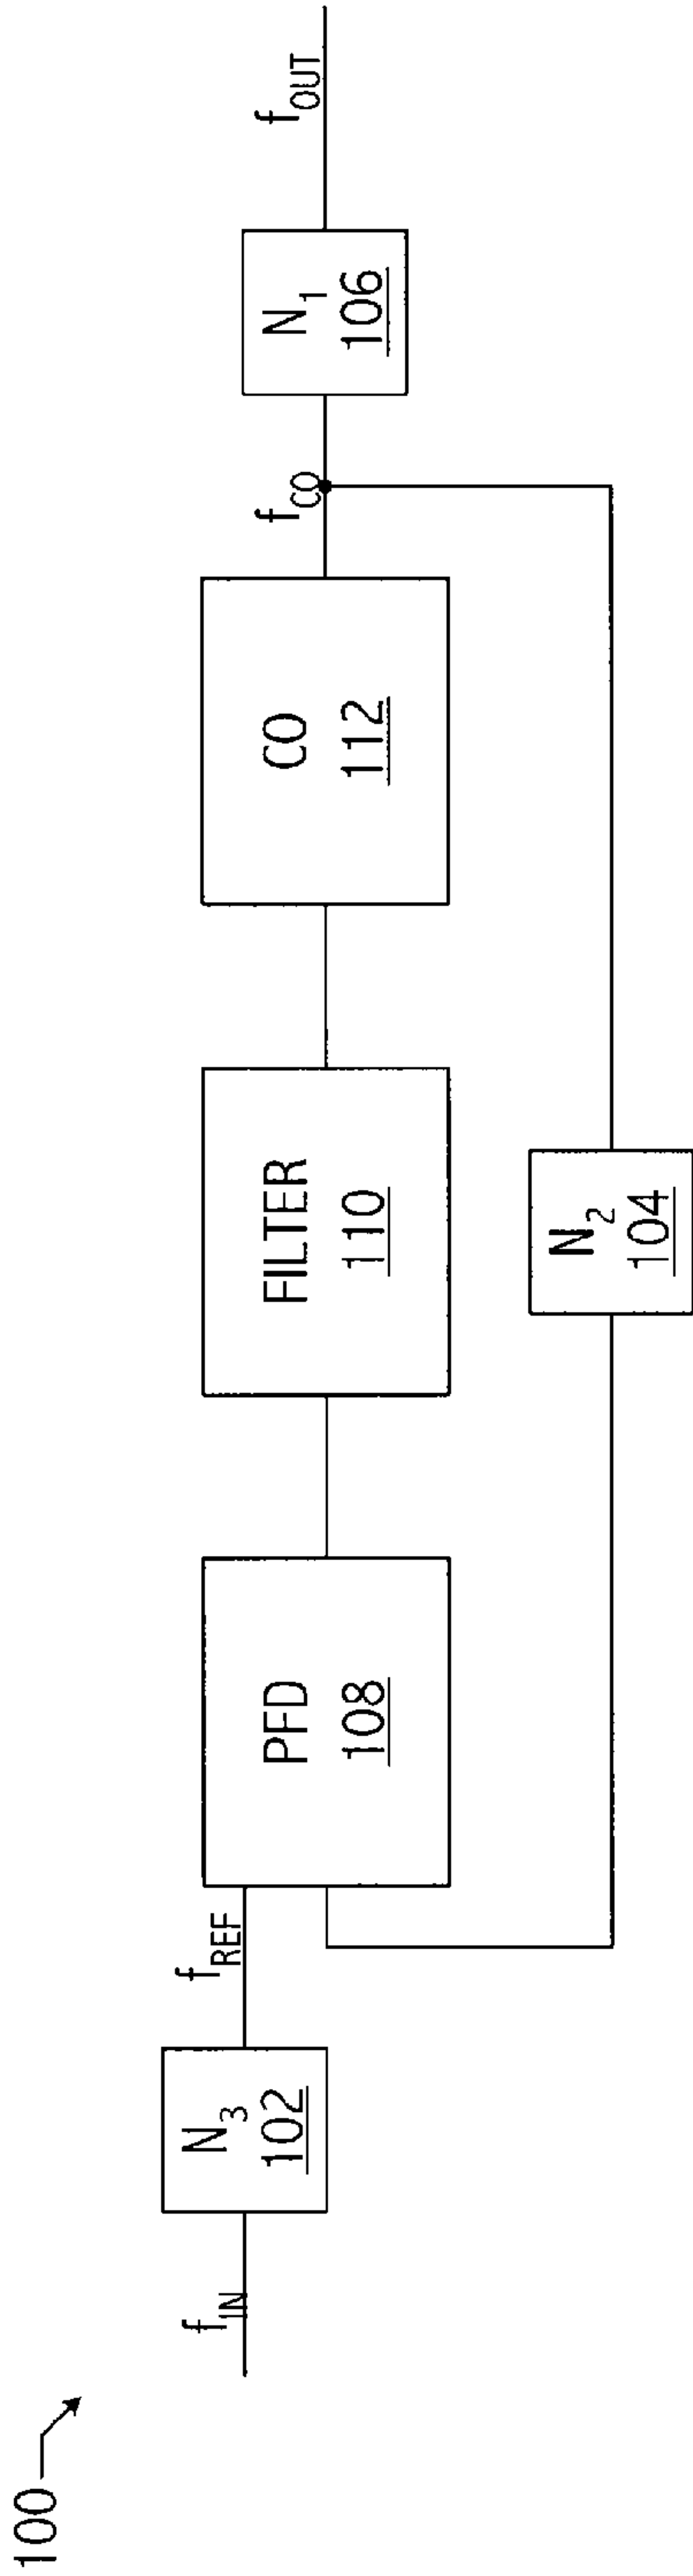 100
f_IN
N_3
102
f_REF
PFD
108
FILTER
110
CO
112
f_CO
N_1
106
f_OUT
N_2
104